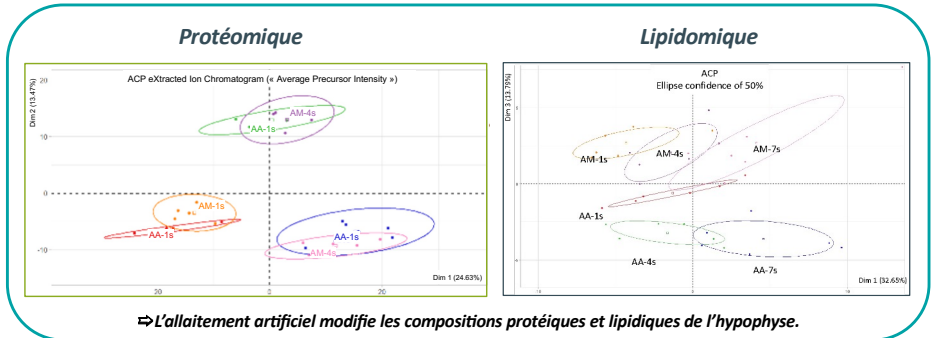 Protéomique
ACP eXtracted Ion Chromatogram (« Average Precursor Intensity »)
Dim 2 (13.47%)
20
10
0
-10
AM-4s
AA-1s
AM-1s
AA-1s
AA-1s
AM-4s
Dim 1 (24.63%)
0
20
Lipidomique
ACP
Ellipse confidence of 50%
Dim 3 (13.79%)
AM-1s
AM-4s
AM-7s
AA-1s
AA-4s
AA-7s
Dim 1 (32.65%)
⇨L'allaitement artificiel modifie les compositions protéiques et lipidiques de l'hypophyse.